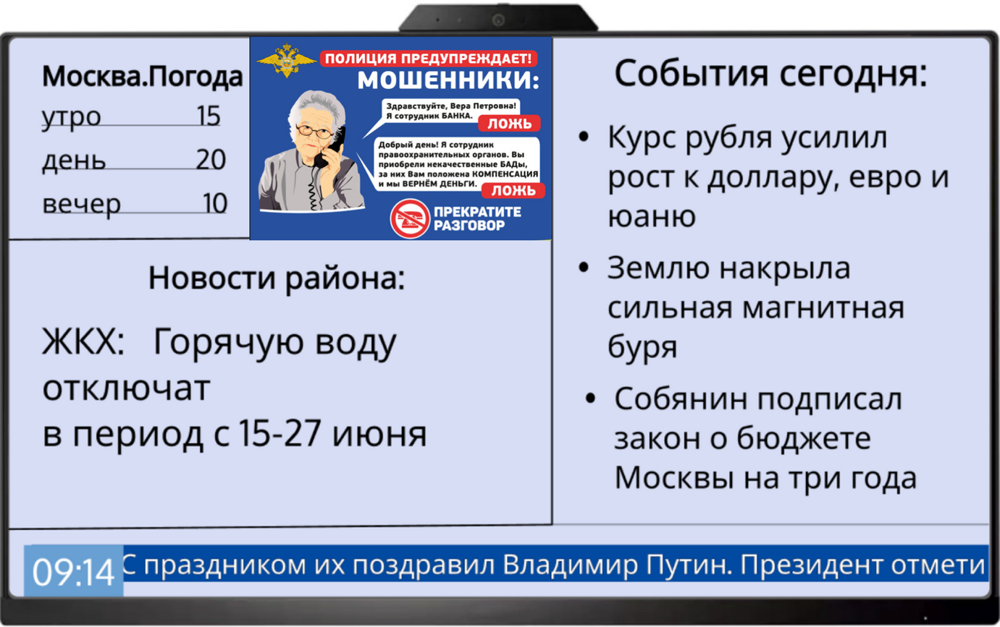 Москва.Погода
утро 15
день 20
вечер 10
ПОЛИЦИЯ ПРЕДУПРЕЖДАЕТ!
МОШЕННИКИ:
Здравствуйте, Вера Петровна!
Я сотрудник БАНКА.
ЛОЖЬ
Добрый день! Я сотрудник
правоохранительных органов. Вы
приобрели некачественные БАДы,
за них Вам положена КОМПЕНСАЦИЯ
и мы ВЕРНЁМ ДЕНЬГИ.
ЛОЖЬ
ПРЕКРАТИТЕ
РАЗГОВОР
Новости района:
ЖКХ: Горячую воду
отключат
в период с 15-27 июня
События сегодня:
• Курс рубля усилил
рост к доллару, евро и
юаню
• Землю накрыла
сильная магнитная
буря
• Собянин подписал
закон о бюджете
Москвы на три года
09:14 С праздником их поздравил Владимир Путин. Президент отмети